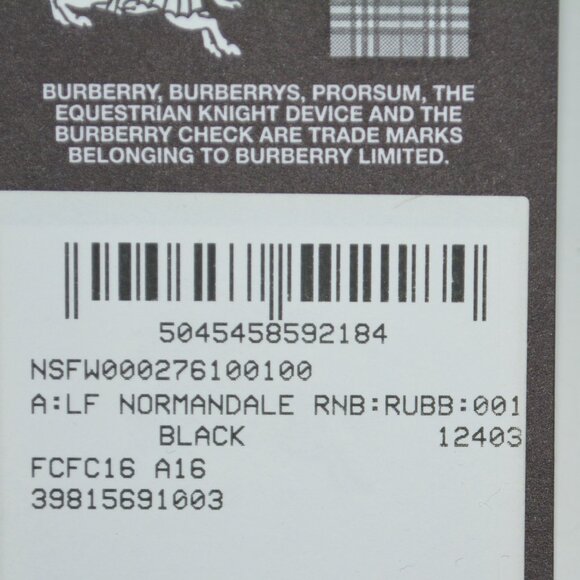 BURBERRY, BURBERRYS, PRORSUM, THE
EQUESTRIAN KNIGHT DEVICE AND THE
BURBERRY CHECK ARE TRADE MARKS
BELONGING TO BURBERRY LIMITED.
5045458592184
NSFW000276100100
A:LF NORMANDALE RNB:RUBB:001
BLACK 12403
FCFC16 A16
39815691003